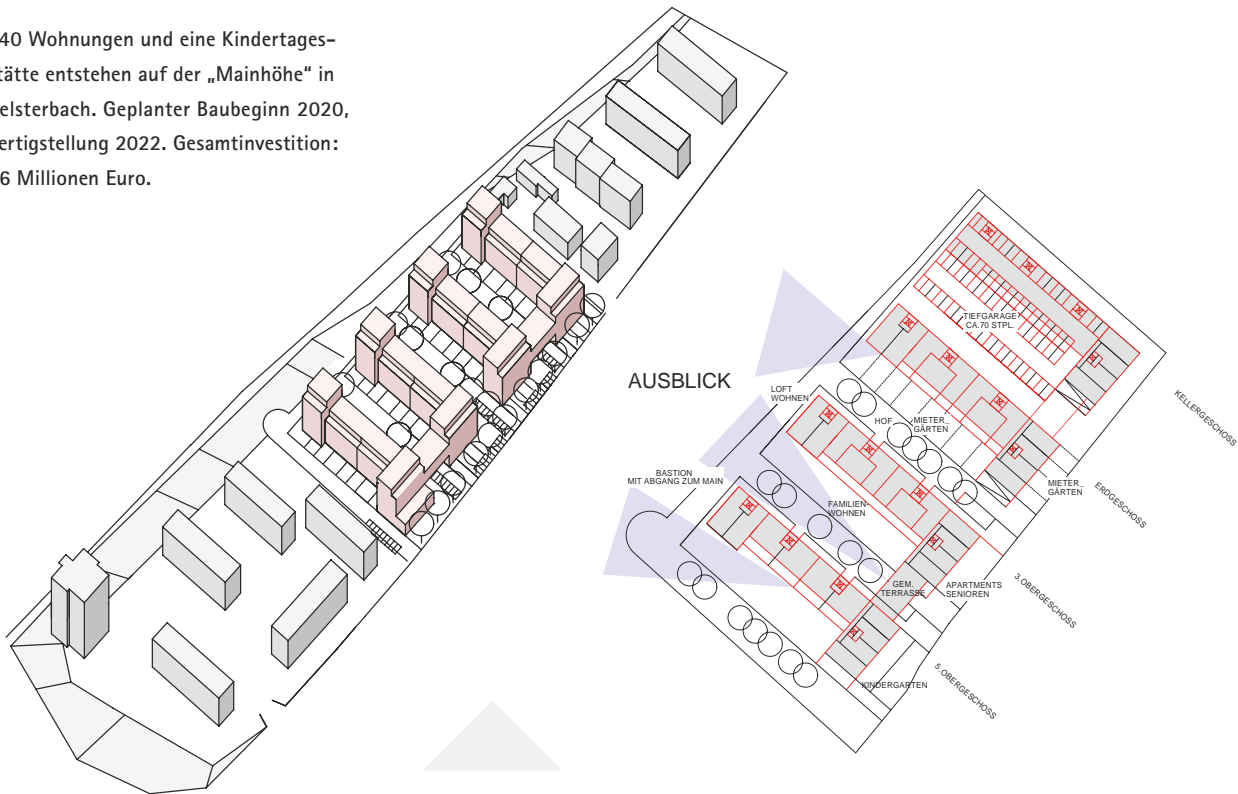 40 Wohnungen und eine Kindertages-
tätte entstehen auf der „Mainhöhe“ in
elsterbach. Geplanter Baubeginn 2020,
ertigstellung 2022. Gesamtinvestition:
6 Millionen Euro.
AUSBLICK
TIEFGARAGE
CA.70 STPL.
KELLERGESCHOSS
LOFT
WOHNEN
HOF
MIETER_
GÄRTEN
MIETER_
GÄRTEN
ERDGESCHOSS
BASTION
MIT ABGANG ZUM MAIN
FAMILIEN-
WOHNEN
GEM.
TERRASSE
APARTMENTS
SENIOREN
3.OBERGESCHOSS
KINDERGARTEN
5.OBERGESCHOSS